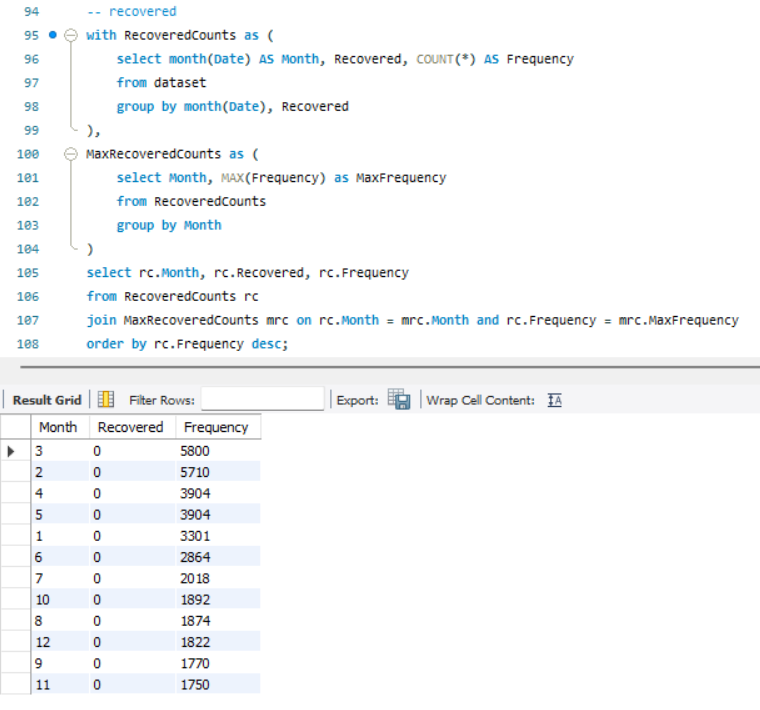 94 -- recovered
95 with RecoveredCounts as (
96 select month(Date) AS Month, Recovered, COUNT(*) AS Frequency
97 from dataset
98 group by month(Date), Recovered
99 ),
100 MaxRecoveredCounts as (
101 select Month, MAX(Frequency) as MaxFrequency
102 from RecoveredCounts
103 group by Month
104 )
105 select rc.Month, rc.Recovered, rc.Frequency
106 from RecoveredCounts rc
107 join MaxRecoveredCounts mrc on rc.Month = mrc.Month and rc.Frequency = mrc.MaxFrequency
108 order by rc.Frequency desc;
Result Grid Filter Rows: Export: Wrap Cell Content: IA
Month Recovered Frequency
3 0 5800
2 0 5710
4 0 3904
5 0 3904
1 0 3301
6 0 2864
7 0 2018
10 0 1892
8 0 1874
12 0 1822
9 0 1770
11 0 1750